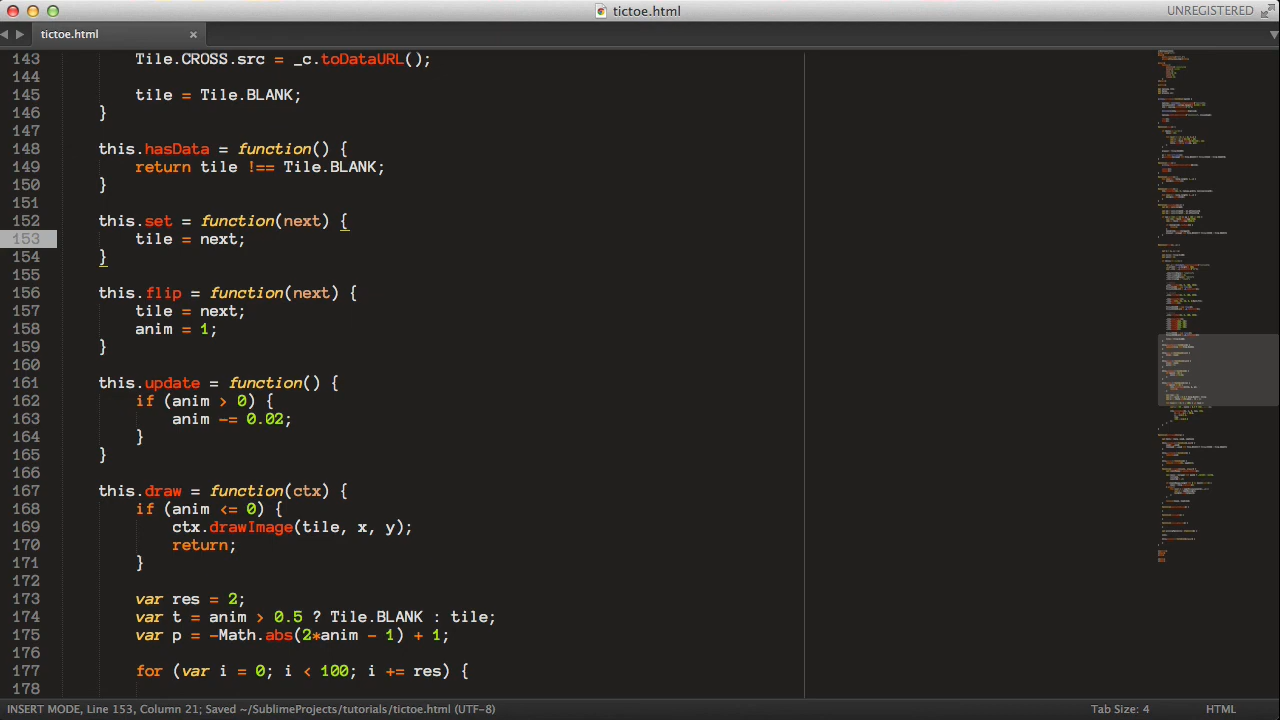 tictoe.html
UNREGISTERED
tictoe.html ×
143 Tile.CROSS.src = _c.toDataURL();
144
145 tile = Tile.BLANK;
146 }
147
148 this.hasData = function() {
149 return tile !== Tile.BLANK;
150 }
151
152 this.set = function(next) {
153 tile = next;
154 }
155
156 this.flip = function(next) {
157 tile = next;
158 anim = 1;
159 }
160
161 this.update = function() {
162 if (anim > 0) {
163 anim -= 0.02;
164 }
165 }
166
167 this.draw = function(ctx) {
168 if (anim <= 0) {
169 ctx.drawImage(tile, x, y);
170 return;
171 }
172
173 var res = 2;
174 var t = anim > 0.5 ? Tile.BLANK : tile;
175 var p = -Math.abs(2*anim - 1) + 1;
176
177 for (var i = 0; i < 100; i += res) {
178
INSERT MODE, Line 153, Column 21; Saved ~/SublimeProjects/tutorials/tictoe.html (UTF-8)
Tab Size: 4
HTML